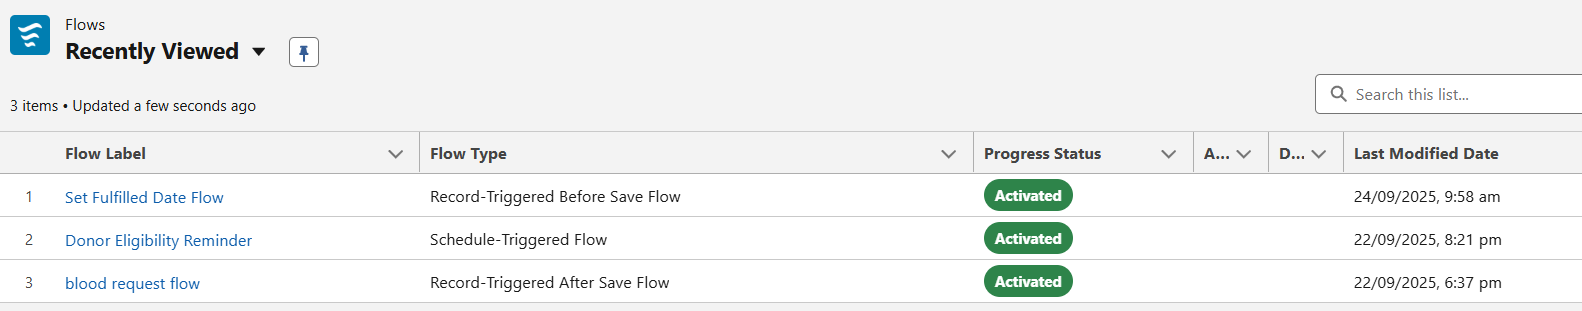 Flows
Recently Viewed
3 items • Updated a few seconds ago
Search this list...
Flow Label Flow Type Progress Status A... D... Last Modified Date
1 Set Fulfilled Date Flow Record-Triggered Before Save Flow Activated 24/09/2025, 9:58 am
2 Donor Eligibility Reminder Schedule-Triggered Flow Activated 22/09/2025, 8:21 pm
3 blood request flow Record-Triggered After Save Flow Activated 22/09/2025, 6:37 pm